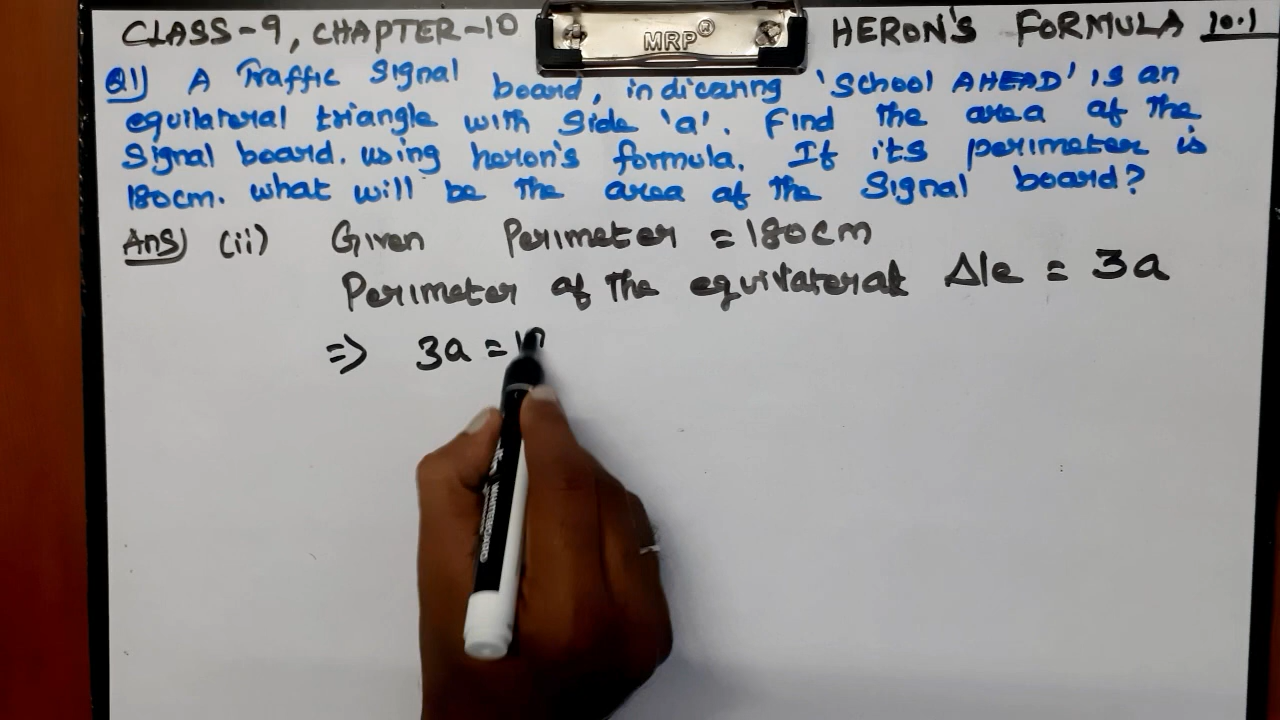 CLASS-9, CHAPTER-10 MRP® HERON'S FORMULA 10.1
Q1) A Traffic Signal board, indicating 'School AHEAD' is an
equilateral triangle with Side 'a'. Find the area of the
Signal board. using heron's formula. If its perimeter is
180cm. what will be the area of the Signal board?
Ans) (ii) Given Perimeter = 180cm
Perimeter of the equilateral Δle = 3a
=> 3a =
WHITEBOARD